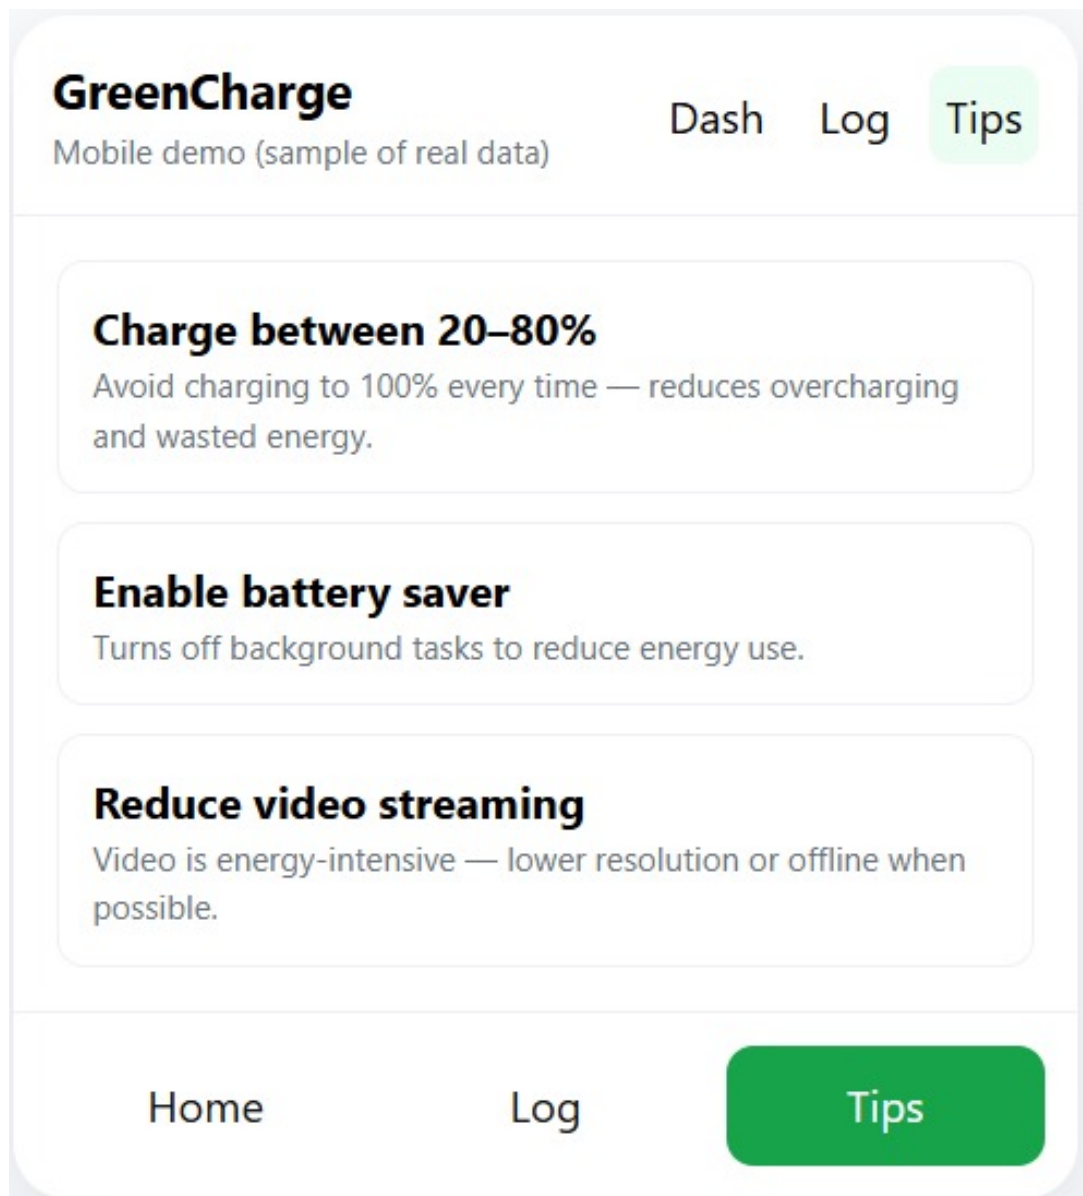 GreenCharge
Mobile demo (sample of real data)
Dash
Log
Tips
Charge between 20–80%
Avoid charging to 100% every time — reduces overcharging
and wasted energy.
Enable battery saver
Turns off background tasks to reduce energy use.
Reduce video streaming
Video is energy-intensive — lower resolution or offline when
possible.
Home
Log
Tips